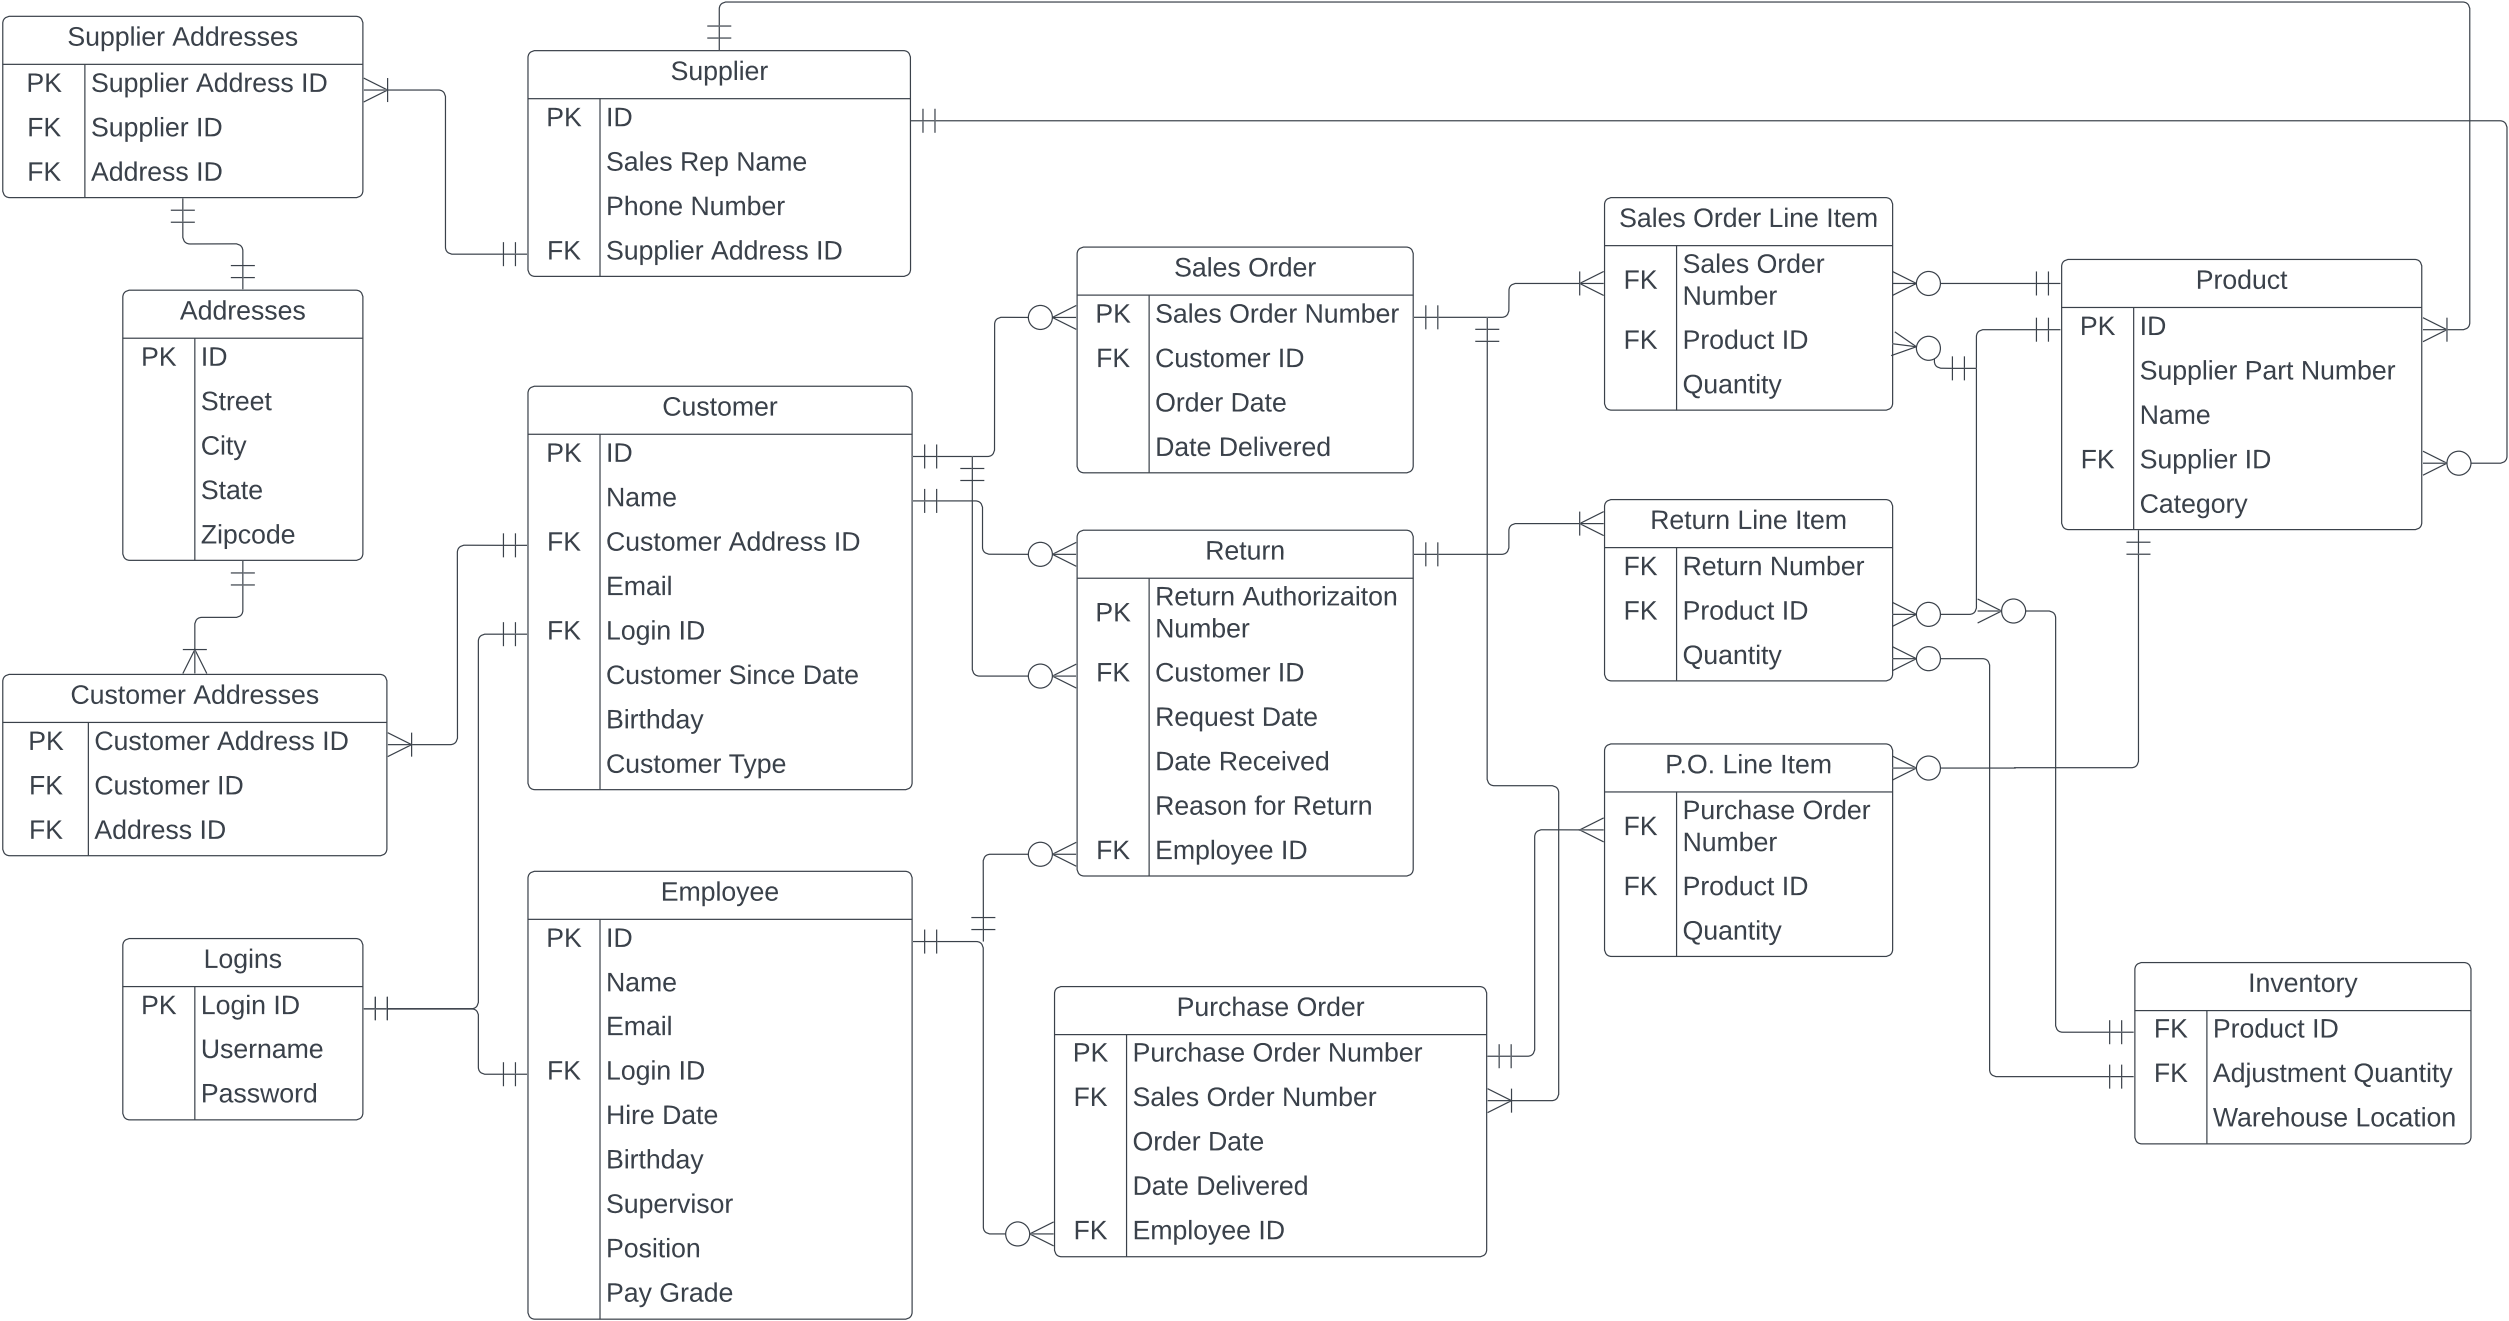 Supplier Addresses
PK Supplier Address ID
FK Supplier ID
FK Address ID
Supplier
PK ID
Sales Rep Name
Phone Number
FK Supplier Address ID
Addresses
PK ID
Street
City
State
Zipcode
Customer
PK ID
Name
FK Customer Address ID
Email
FK Login ID
Customer Since Date
Birthday
Customer Type
Customer Addresses
PK Customer Address ID
FK Customer ID
FK Address ID
Logins
PK Login ID
Username
Password
Employee
PK ID
Name
Email
FK Login ID
Hire Date
Birthday
Supervisor
Position
Pay Grade
Sales Order
PK Sales Order Number
FK Customer ID
Order Date
Date Delivered
Return
PK Return Authorizaiton
Number
FK Customer ID
Request Date
Date Received
Reason for Return
FK Employee ID
Purchase Order
PK Purchase Order Number
FK Sales Order Number
Order Date
Date Delivered
FK Employee ID
Sales Order Line Item
FK Sales Order
Number
FK Product ID
Quantity
Return Line Item
FK Return Number
FK Product ID
Quantity
P.O. Line Item
FK Purchase Order
Number
FK Product ID
Quantity
Product
PK ID
Supplier Part Number
Name
FK Supplier ID
Category
Inventory
FK Product ID
FK Adjustment Quantity
Warehouse Location